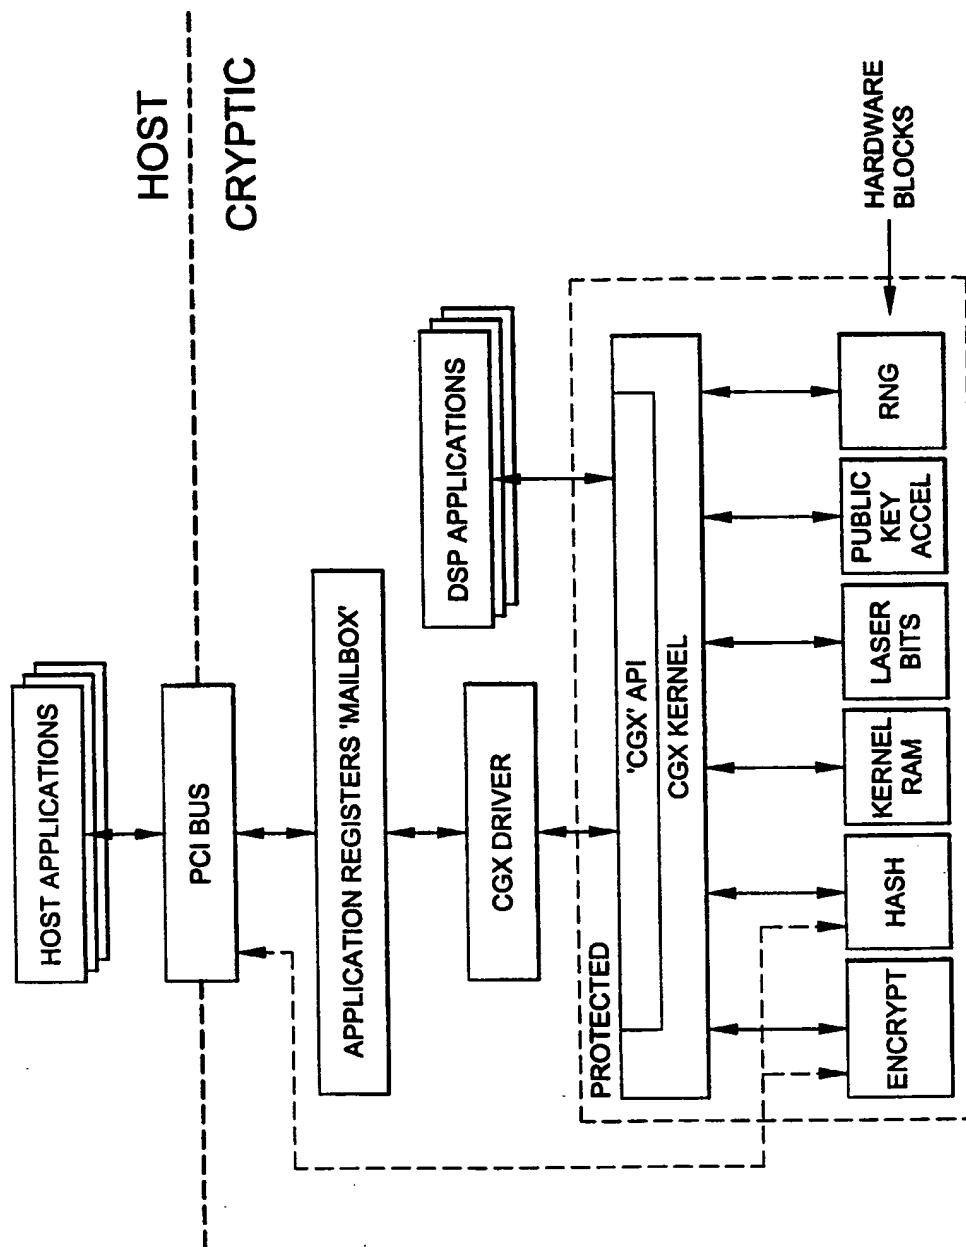 HOST
CRYPTIC
HOST APPLICATIONS
PCI BUS
APPLICATION REGISTERS 'MAILBOX'
CGX DRIVER
DSP APPLICATIONS
PROTECTED
'CGX' API
CGX KERNEL
ENCRYPT
HASH
KERNEL
RAM
LASER
BITS
PUBLIC
KEY
ACCEL
RNG
HARDWARE
BLOCKS